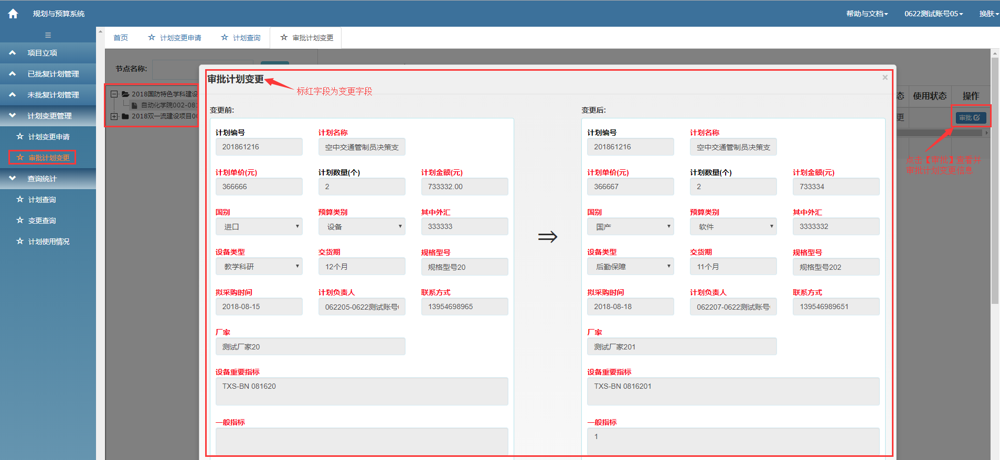 规划与预算系统
帮助与文档
0622测试账号05
换肤
项目立项
已批复计划管理
未批复计划管理
计划变更管理
计划变更申请
审批计划变更
查询统计
计划查询
变更查询
计划使用情况
首页
计划变更申请
计划查询
审批计划变更
节点名称:
2018国防特色学科建设
自动化学院002-081
2018双一流建设项目00
审批计划变更
标红字段为变更字段
×
态
使用状态
操作
更
审批
点击【审批】查看并
审批计划变更信息
变更前:
计划编号
计划名称
201861216
空中交通管制员决策支
计划单价(元)
计划数量(个)
计划金额(元)
366666
2
733332.00
国别
预算类别
其中外汇
进口
设备
333333
设备类型
交货期
规格型号
教学科研
12个月
规格型号20
拟采购时间
计划负责人
联系方式
2018-08-15
062205-0622测试账号
13954698965
厂家
测试厂家20
设备重要指标
TXS-BN 081620
一般指标
⇒
变更后:
计划编号
计划名称
201861216
空中交通管制员决策支
计划单价(元)
计划数量(个)
计划金额(元)
366667
2
733334
国别
预算类别
其中外汇
国产
软件
3333332
设备类型
交货期
规格型号
后勤保障
11个月
规格型号202
拟采购时间
计划负责人
联系方式
2018-08-18
062207-0622测试账号
139546989651
厂家
测试厂家201
设备重要指标
TXS-BN 0816201
一般指标
1